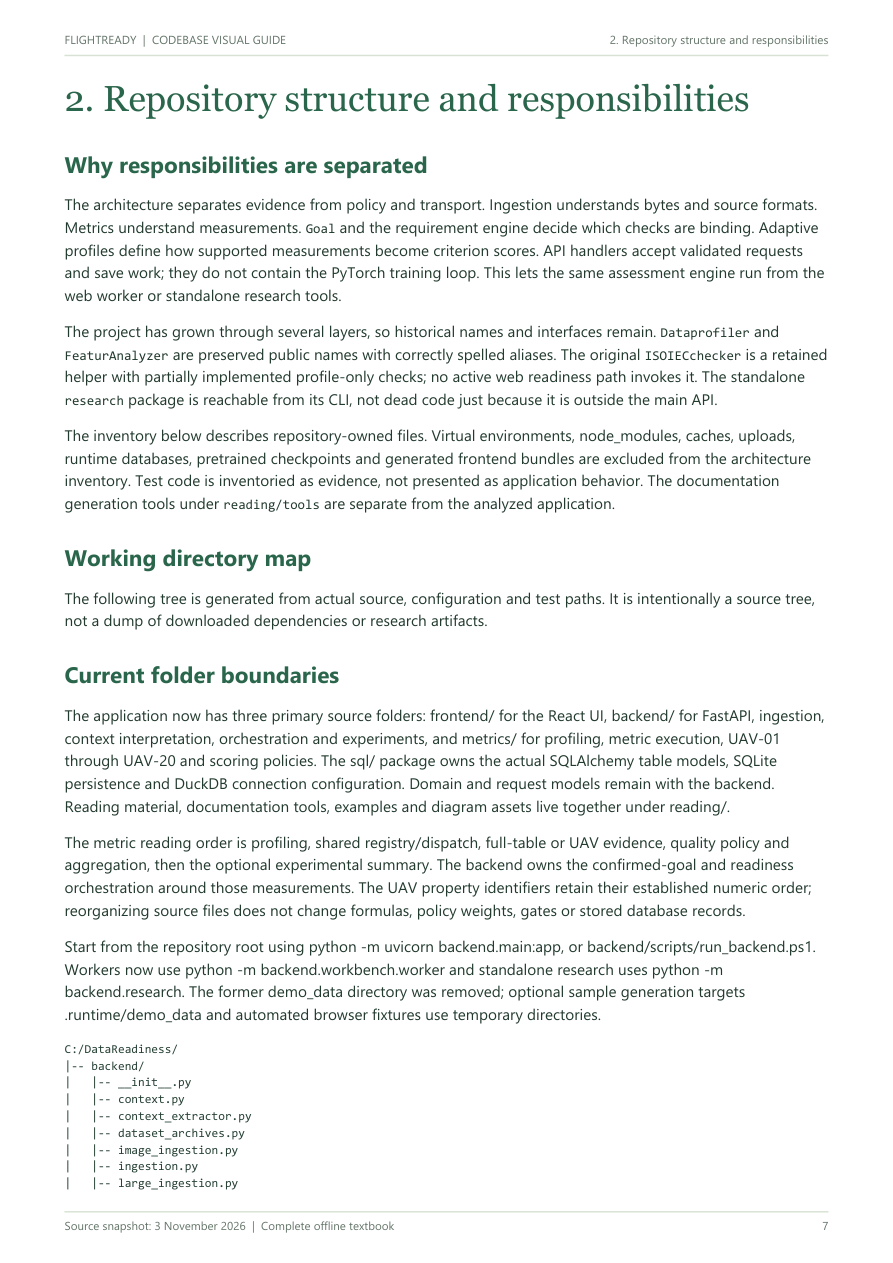 FLIGHTREADY | CODEBASE VISUAL GUIDE
2. Repository structure and responsibilities
2. Repository structure and responsibilities
Why responsibilities are separated
The architecture separates evidence from policy and transport. Ingestion understands bytes and source formats.
Metrics understand measurements. Goal and the requirement engine decide which checks are binding. Adaptive
profiles define how supported measurements become criterion scores. API handlers accept validated requests
and save work; they do not contain the PyTorch training loop. This lets the same assessment engine run from the
web worker or standalone research tools.
The project has grown through several layers, so historical names and interfaces remain. Dataprofiler and
FeaturAnalyzer are preserved public names with correctly spelled aliases. The original ISOIECchecker is a retained
helper with partially implemented profile-only checks; no active web readiness path invokes it. The standalone
research package is reachable from its CLI, not dead code just because it is outside the main API.
The inventory below describes repository-owned files. Virtual environments, node_modules, caches, uploads,
runtime databases, pretrained checkpoints and generated frontend bundles are excluded from the architecture
inventory. Test code is inventoried as evidence, not presented as application behavior. The documentation
generation tools under reading/tools are separate from the analyzed application.
Working directory map
The following tree is generated from actual source, configuration and test paths. It is intentionally a source tree,
not a dump of downloaded dependencies or research artifacts.
Current folder boundaries
The application now has three primary source folders: frontend/ for the React UI, backend/ for FastAPI, ingestion,
context interpretation, orchestration and experiments, and metrics/ for profiling, metric execution, UAV-01
through UAV-20 and scoring policies. The sql/ package owns the actual SQLAlchemy table models, SQLite
persistence and DuckDB connection configuration. Domain and request models remain with the backend.
Reading material, documentation tools, examples and diagram assets live together under reading/.
The metric reading order is profiling, shared registry/dispatch, full-table or UAV evidence, quality policy and
aggregation, then the optional experimental summary. The backend owns the confirmed-goal and readiness
orchestration around those measurements. The UAV property identifiers retain their established numeric order;
reorganizing source files does not change formulas, policy weights, gates or stored database records.
Start from the repository root using python -m uvicorn backend.main:app, or backend/scripts/run_backend.ps1.
Workers now use python -m backend.workbench.worker and standalone research uses python -m
backend.research. The former demo_data directory was removed; optional sample generation targets
.runtime/demo_data and automated browser fixtures use temporary directories.
C:/DataReadiness/
|-- backend/
|   |-- __init__.py
|   |-- context.py
|   |-- context_extractor.py
|   |-- dataset_archives.py
|   |-- image_ingestion.py
|   |-- ingestion.py
|   |-- large_ingestion.py
Source snapshot: 3 November 2026 | Complete offline textbook
7